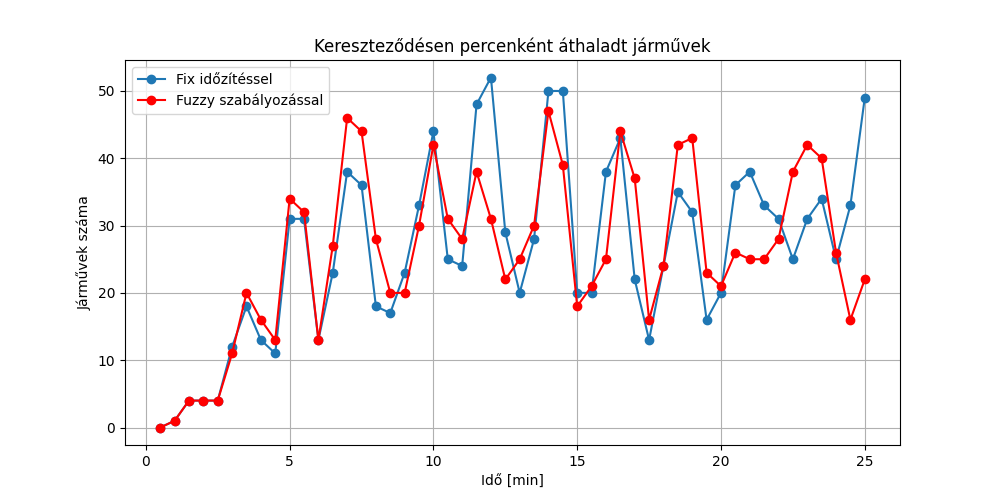 Kereszteződésen percenként áthaladt járművek
Fix időzítéssel
Fuzzy szabályozással
Járművek száma
50
40
30
20
10
0
0 5 10 15 20 25
Idő [min]